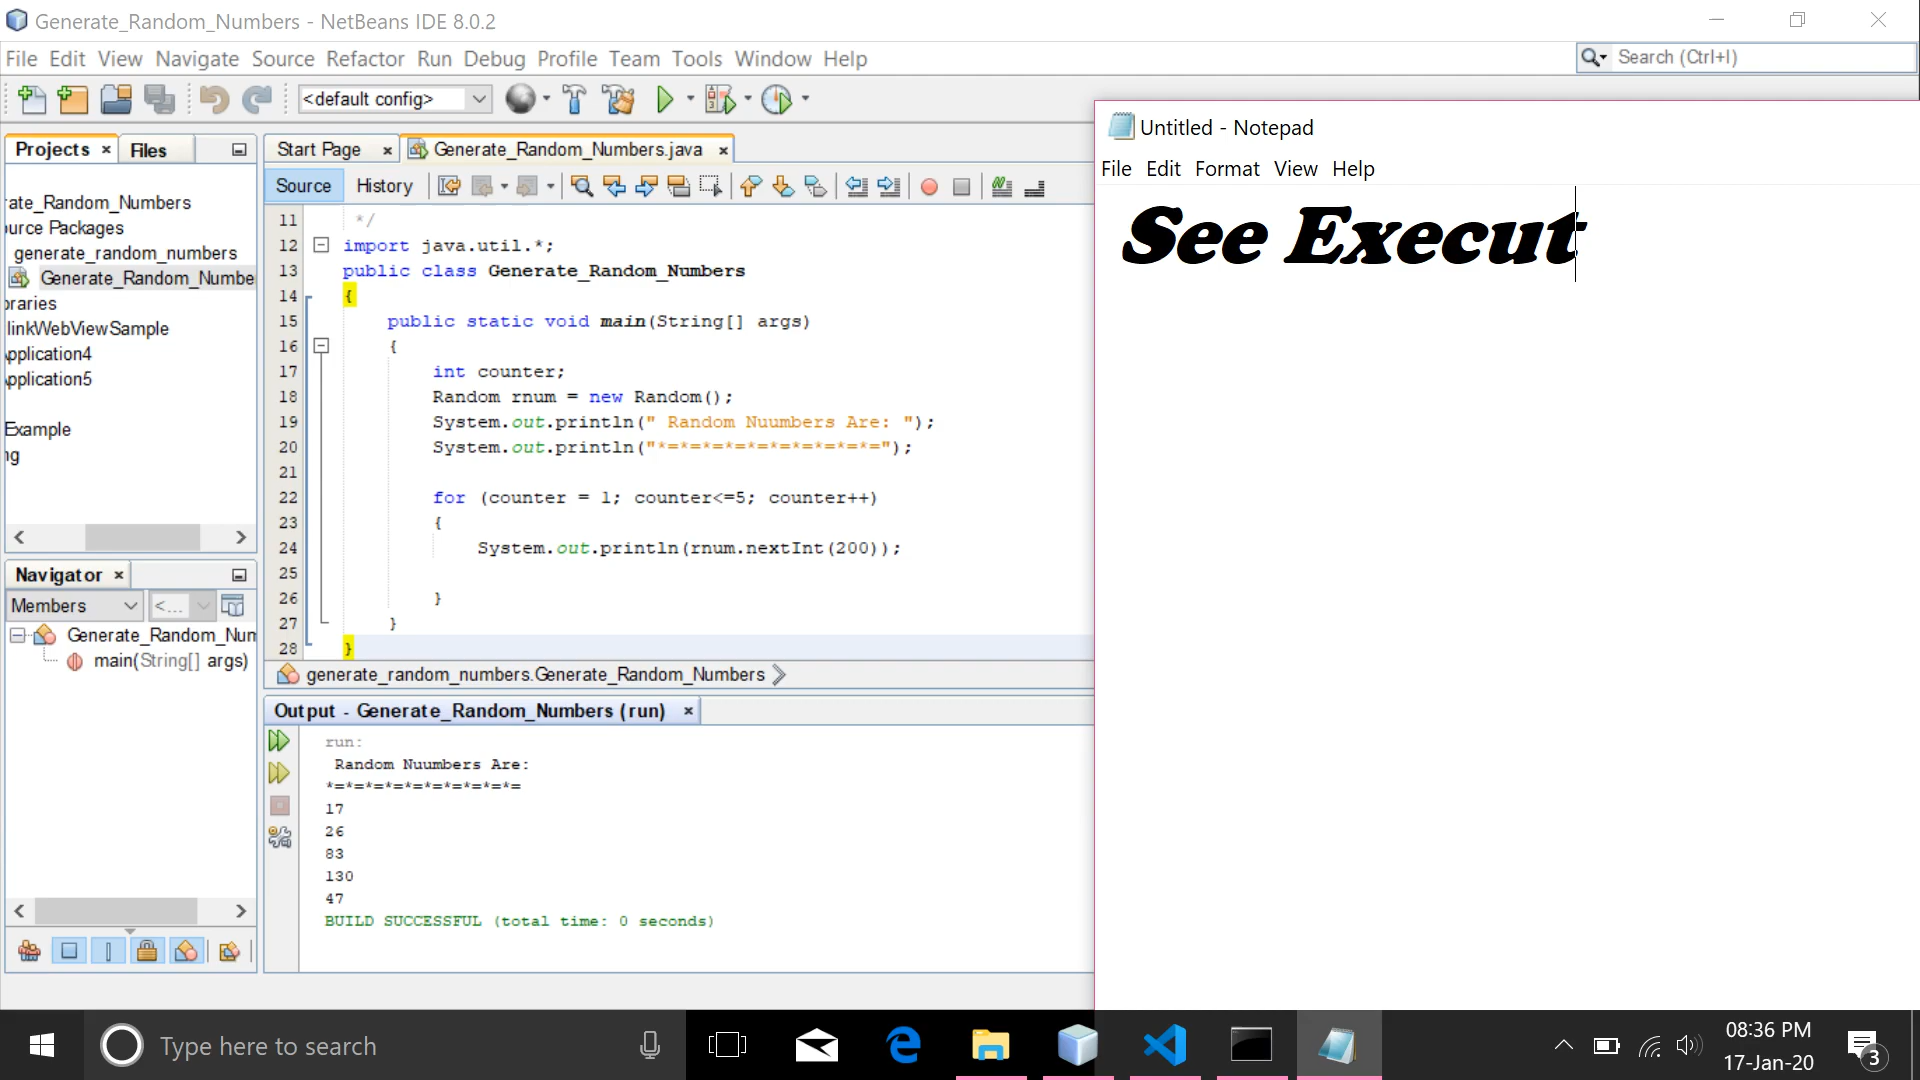 Generate_Random_Numbers - NetBeans IDE 8.0.2
File Edit View Navigate Source Refactor Run Debug Profile Team Tools Window Help
Search (Ctrl+I)
<default config>
Projects Files
ate_Random_Numbers
urce Packages
generate_random_numbers
Generate_Random_Numbe
braries
linkWebViewSample
Application4
Application5
Example
ng
Navigator
Members <...
Generate_Random_Num
main(String[] args)
Start Page Generate_Random_Numbers.java
Source History
11 */
12 import java.util.*;
13 public class Generate_Random_Numbers
14 {
15 public static void main(String[] args)
16 {
17 int counter;
18 Random rnum = new Random();
19 System.out.println(" Random Nuumbers Are: ");
20 System.out.println("*=*=*=*=*=*=*=*=*=*=");
21
22 for (counter = 1; counter<=5; counter++)
23 {
24 System.out.println(rnum.nextInt(200));
25
26 }
27 }
28 }
generate_random_numbers.Generate_Random_Numbers
Output - Generate_Random_Numbers (run)
run:
Random Nuumbers Are:
*=*=*=*=*=*=*=*=*=*=*=
17
26
83
130
47
BUILD SUCCESSFUL (total time: 0 seconds)
Untitled - Notepad
File Edit Format View Help
See Execut
Type here to search
08:36 PM
17-Jan-20
3